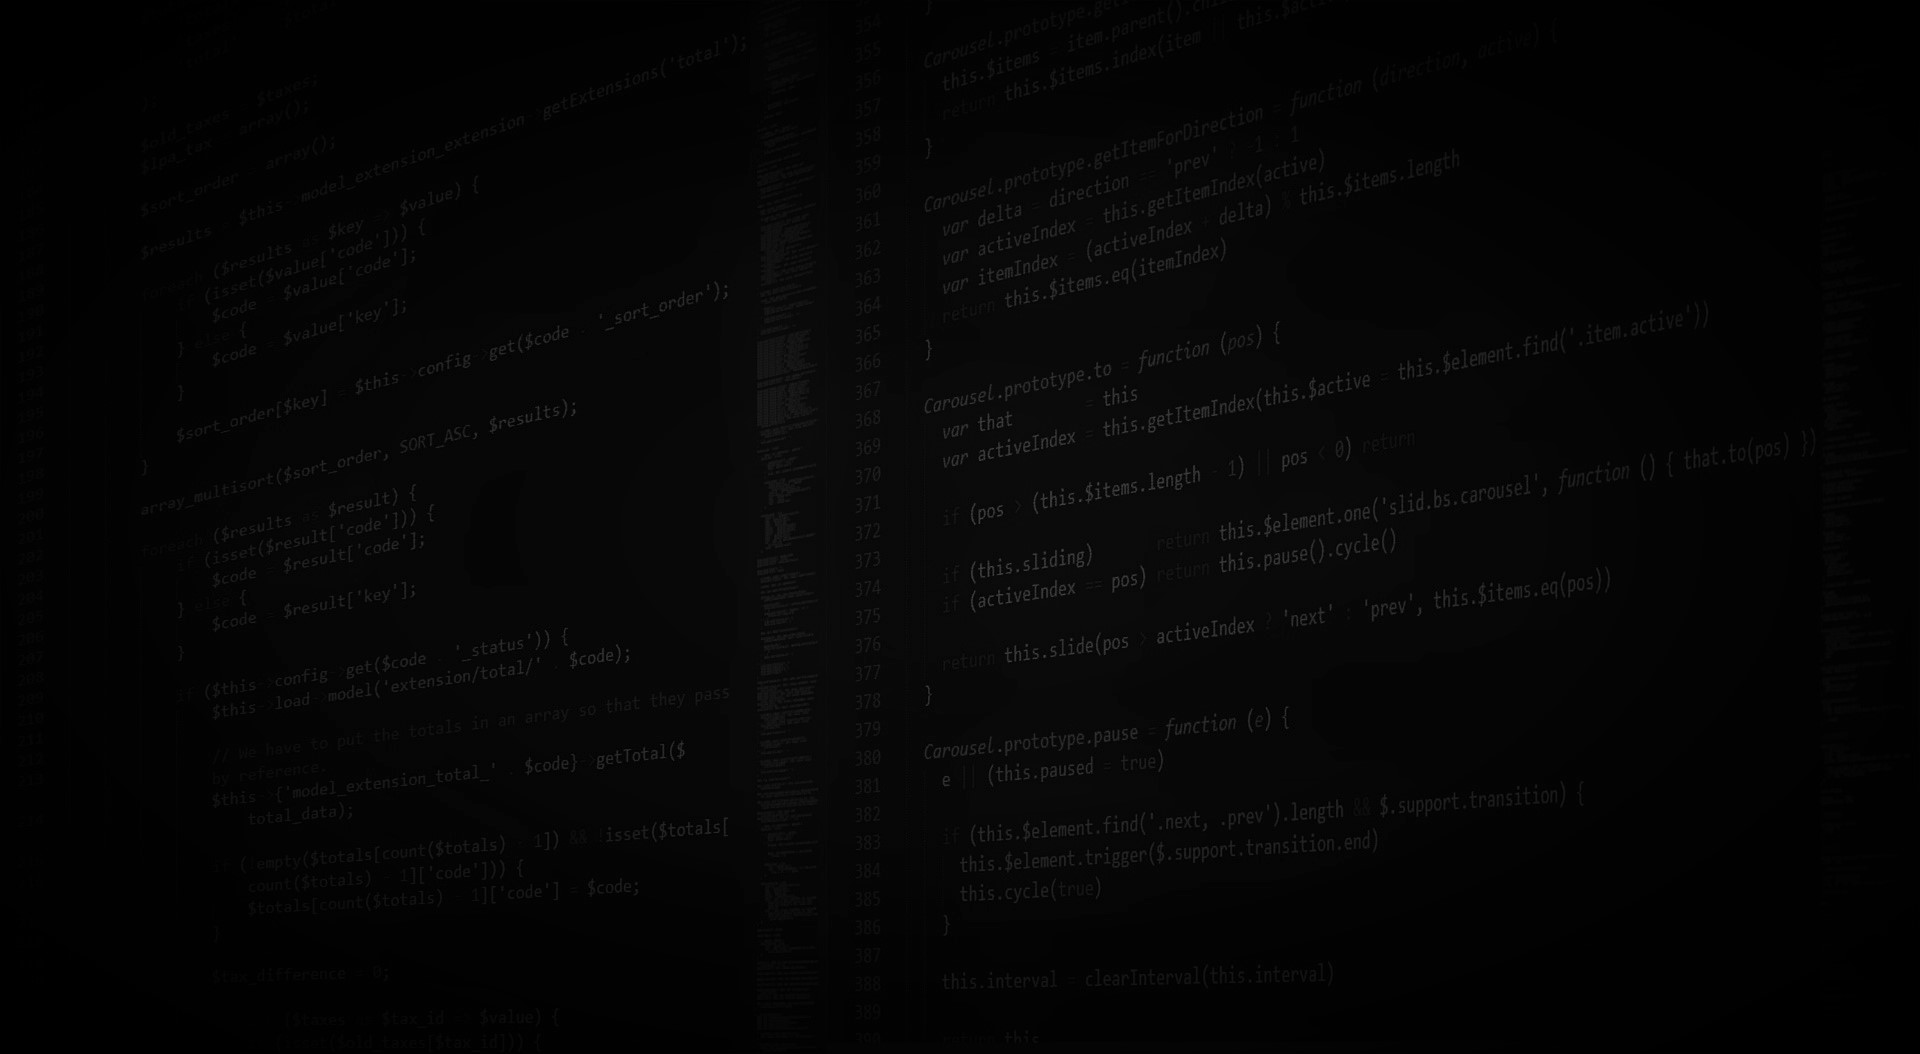 $old_taxes $taxes;
$lpa_tax array();
$sort_order = array();
$results = $this model_extension_extension getExtensions('total');
foreach ($results as $key => $value) {
if (isset($value['code'])) {
$code = $value['code'];
} else {
$code = $value['key'];
}
$sort_order[$key] = $this->config->get($code . '_sort_order');
}
array_multisort($sort_order, SORT_ASC, $results);
foreach ($results as $result) {
if (isset($result['code'])) {
$code = $result['code'];
} else {
$code = $result['key'];
}
if ($this->config->get($code . '_status')) {
$this->load->model('extension/total/' . $code);
// We have to put the totals in an array so that they pass
by reference.
$this->{'model_extension_total_' . $code}->getTotal($
total_data);
if (!empty($totals[count($totals) - 1]) && !isset($totals[
count($totals) - 1]['code'])) {
$totals[count($totals) - 1]['code'] = $code;
}
$tax_difference = 0;
($taxes as $tax_id => $value) {
354
355
356
357
358
359
360
361
362
363
364
365
366
367
368
369
370
371
372
373
374
375
376
377
378
379
380
381
382
383
384
385
386
387
388
389
390
}
this.$items = item.parent().
return this.$items.index(item || this.$active
}
Carousel.prototype.getItemForDirection = function (direction, active) {
var delta = direction == 'prev' ? -1 : 1
var activeIndex = this.getItemIndex(active)
var itemIndex = (activeIndex + delta) % this.$items.length
return this.$items.eq(itemIndex)
}
Carousel.prototype.to = function (pos) {
var that = this
var activeIndex = this.getItemIndex(this.$active = this.$element.find('.item.active'))
if (pos > (this.$items.length - 1) || pos < 0) return
if (this.sliding) return this.$element.one('slid.bs.carousel', function () { that.to(pos) })
if (activeIndex == pos) return this.pause().cycle()
return this.slide(pos > activeIndex ? 'next' : 'prev', this.$items.eq(pos))
}
Carousel.prototype.pause = function (e) {
e || (this.paused = true)
if (this.$element.find('.next, .prev').length && $.support.transition) {
this.$element.trigger($.support.transition.end)
this.cycle(true)
}
this.interval = clearInterval(this.interval)
return this